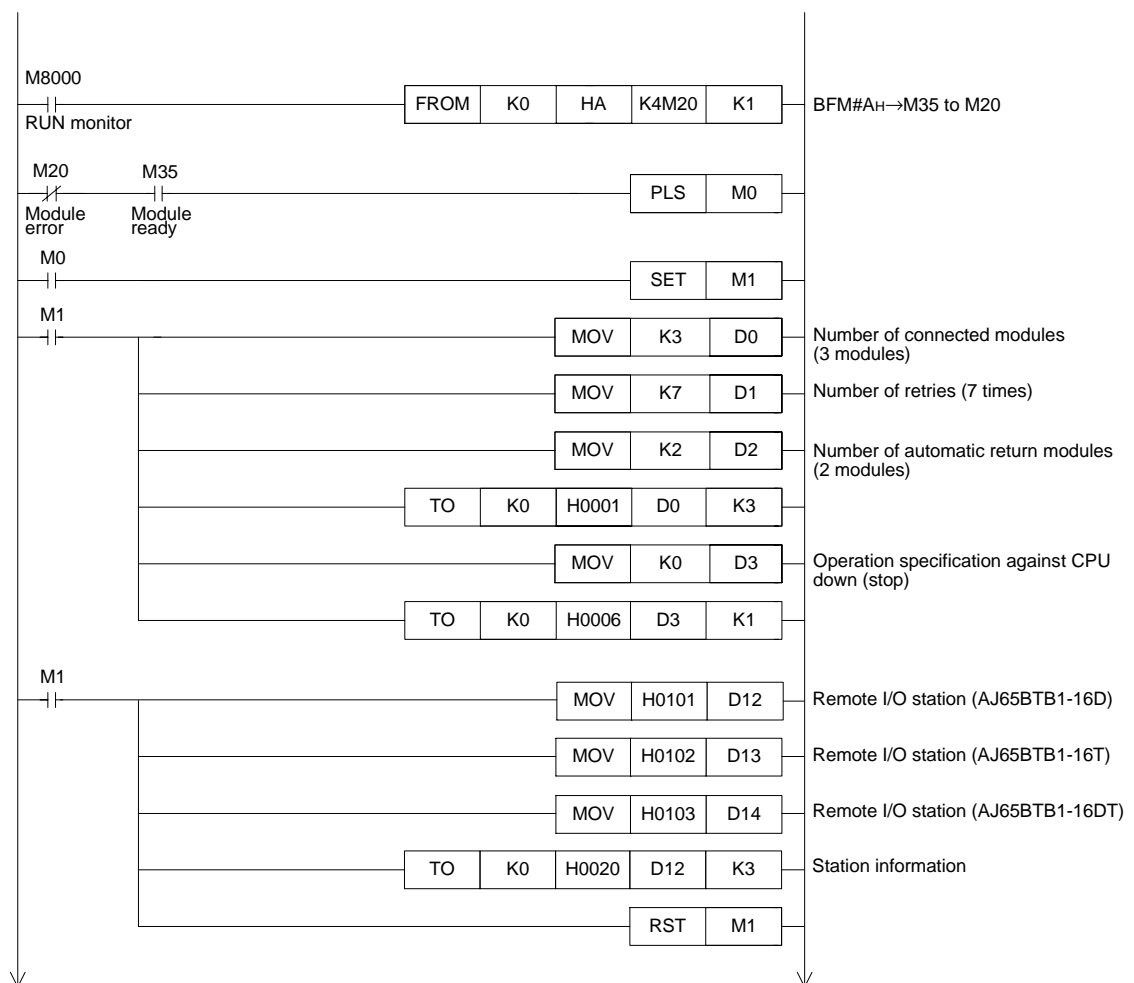 M8000
FROM K0 HA K4M20 K1 BFM#AH→M35 to M20
RUN monitor
M20 M35
PLS M0
Module error Module ready
M0
SET M1
M1
MOV K3 D0 Number of connected modules
(3 modules)
MOV K7 D1 Number of retries (7 times)
MOV K2 D2 Number of automatic return modules
(2 modules)
TO K0 H0001 D0 K3
MOV K0 D3 Operation specification against CPU
down (stop)
TO K0 H0006 D3 K1
M1
MOV H0101 D12 Remote I/O station (AJ65BTB1-16D)
MOV H0102 D13 Remote I/O station (AJ65BTB1-16T)
MOV H0103 D14 Remote I/O station (AJ65BTB1-16DT)
TO K0 H0020 D12 K3 Station information
RST M1